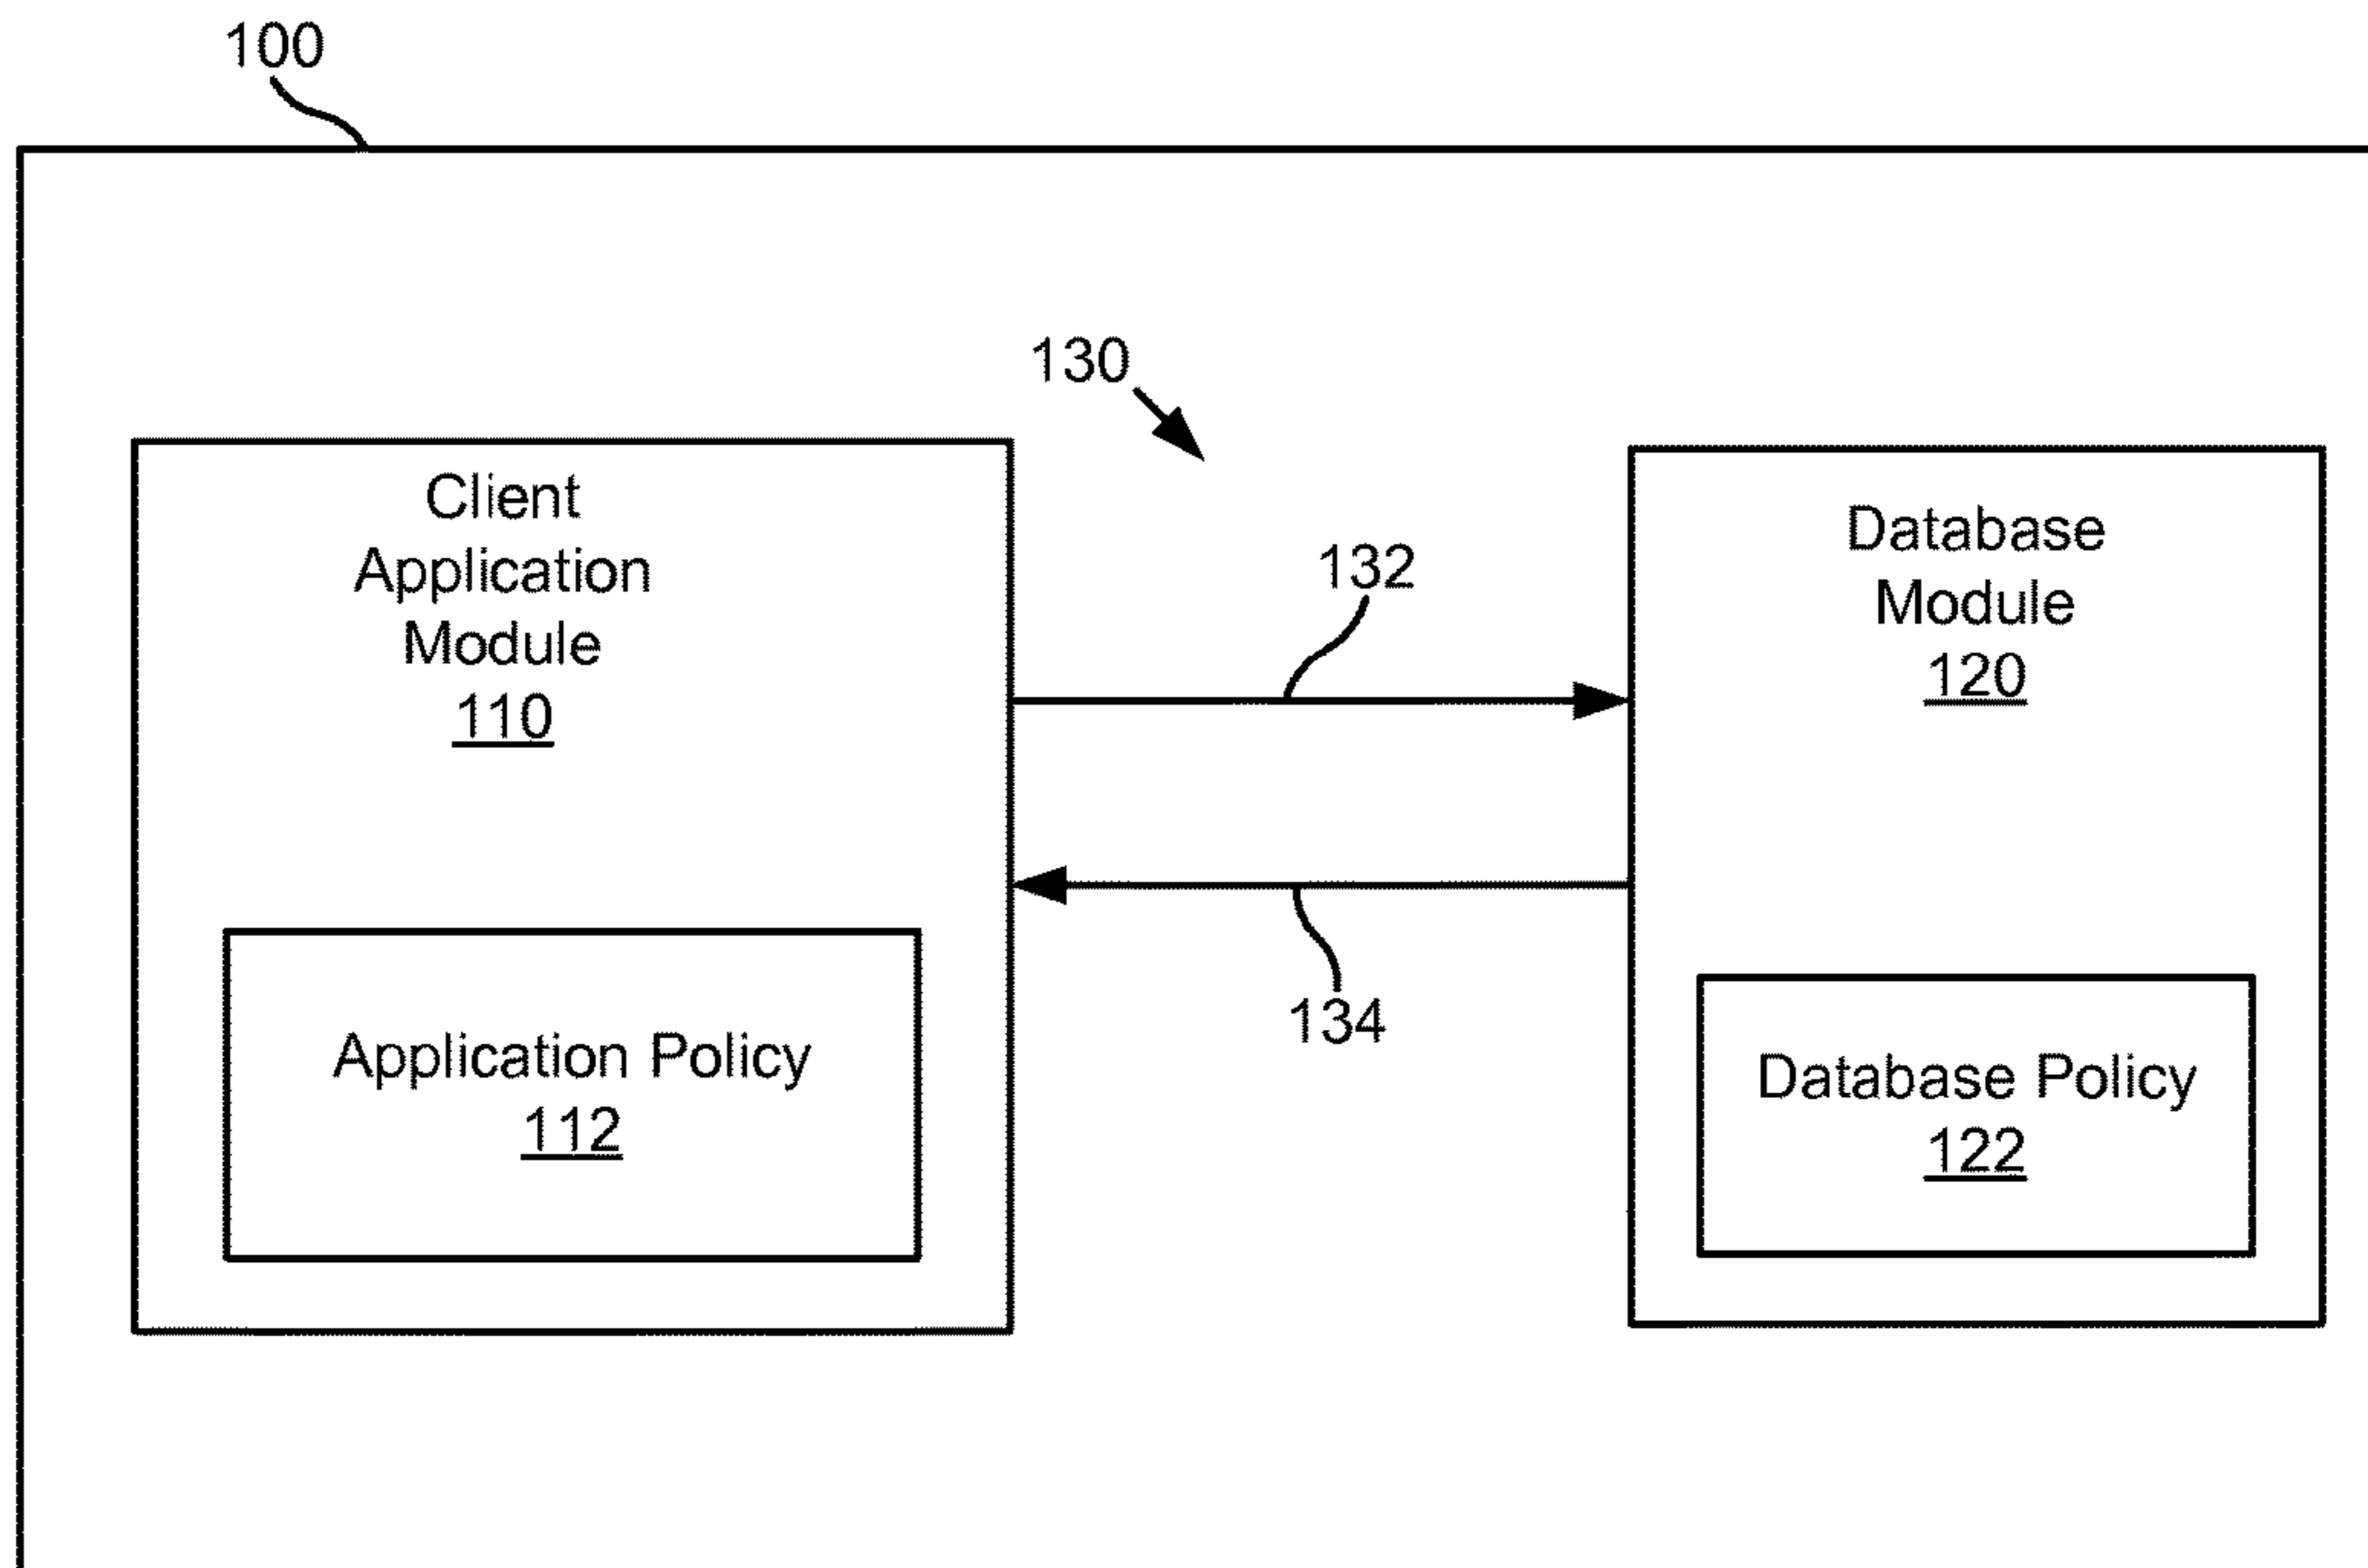 100
130
Client
Application
Module
110
132
Database
Module
120
134
Application Policy
112
Database Policy
122